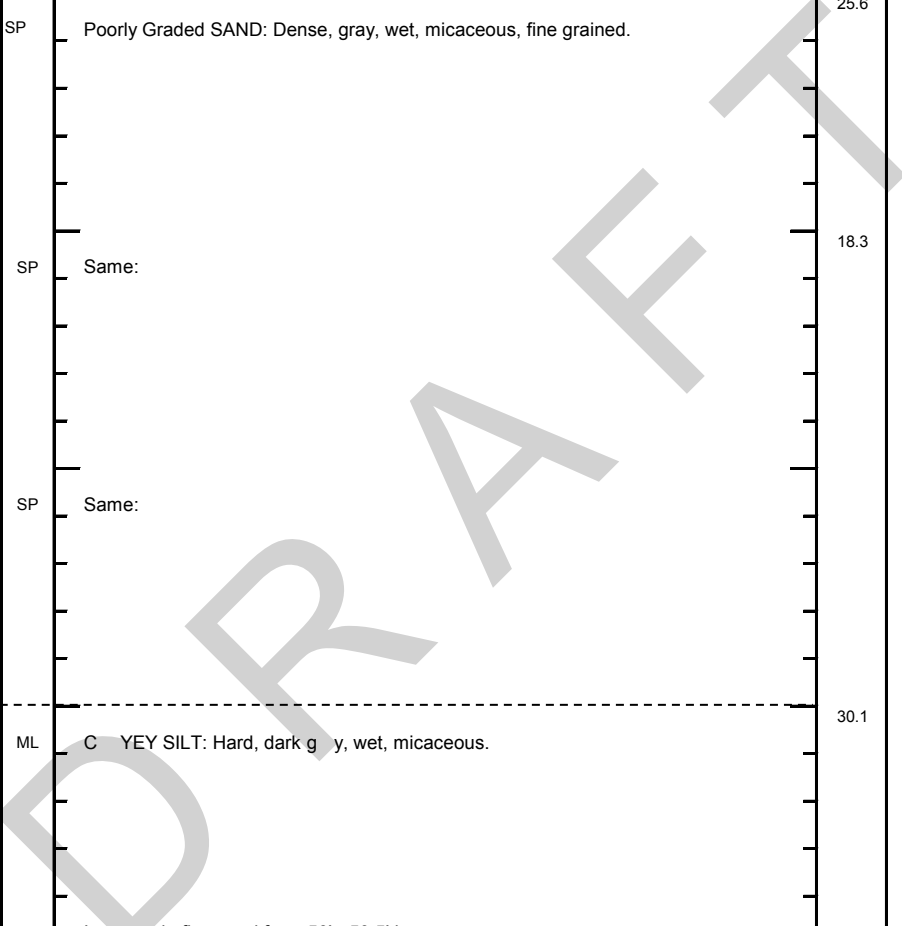 25.6
SP Poorly Graded SAND: Dense, gray, wet, micaceous, fine grained.
18.3
SP Same:
SP Same:
30.1
ML C YEY SILT: Hard, dark g y, wet, micaceous.
DRAFT